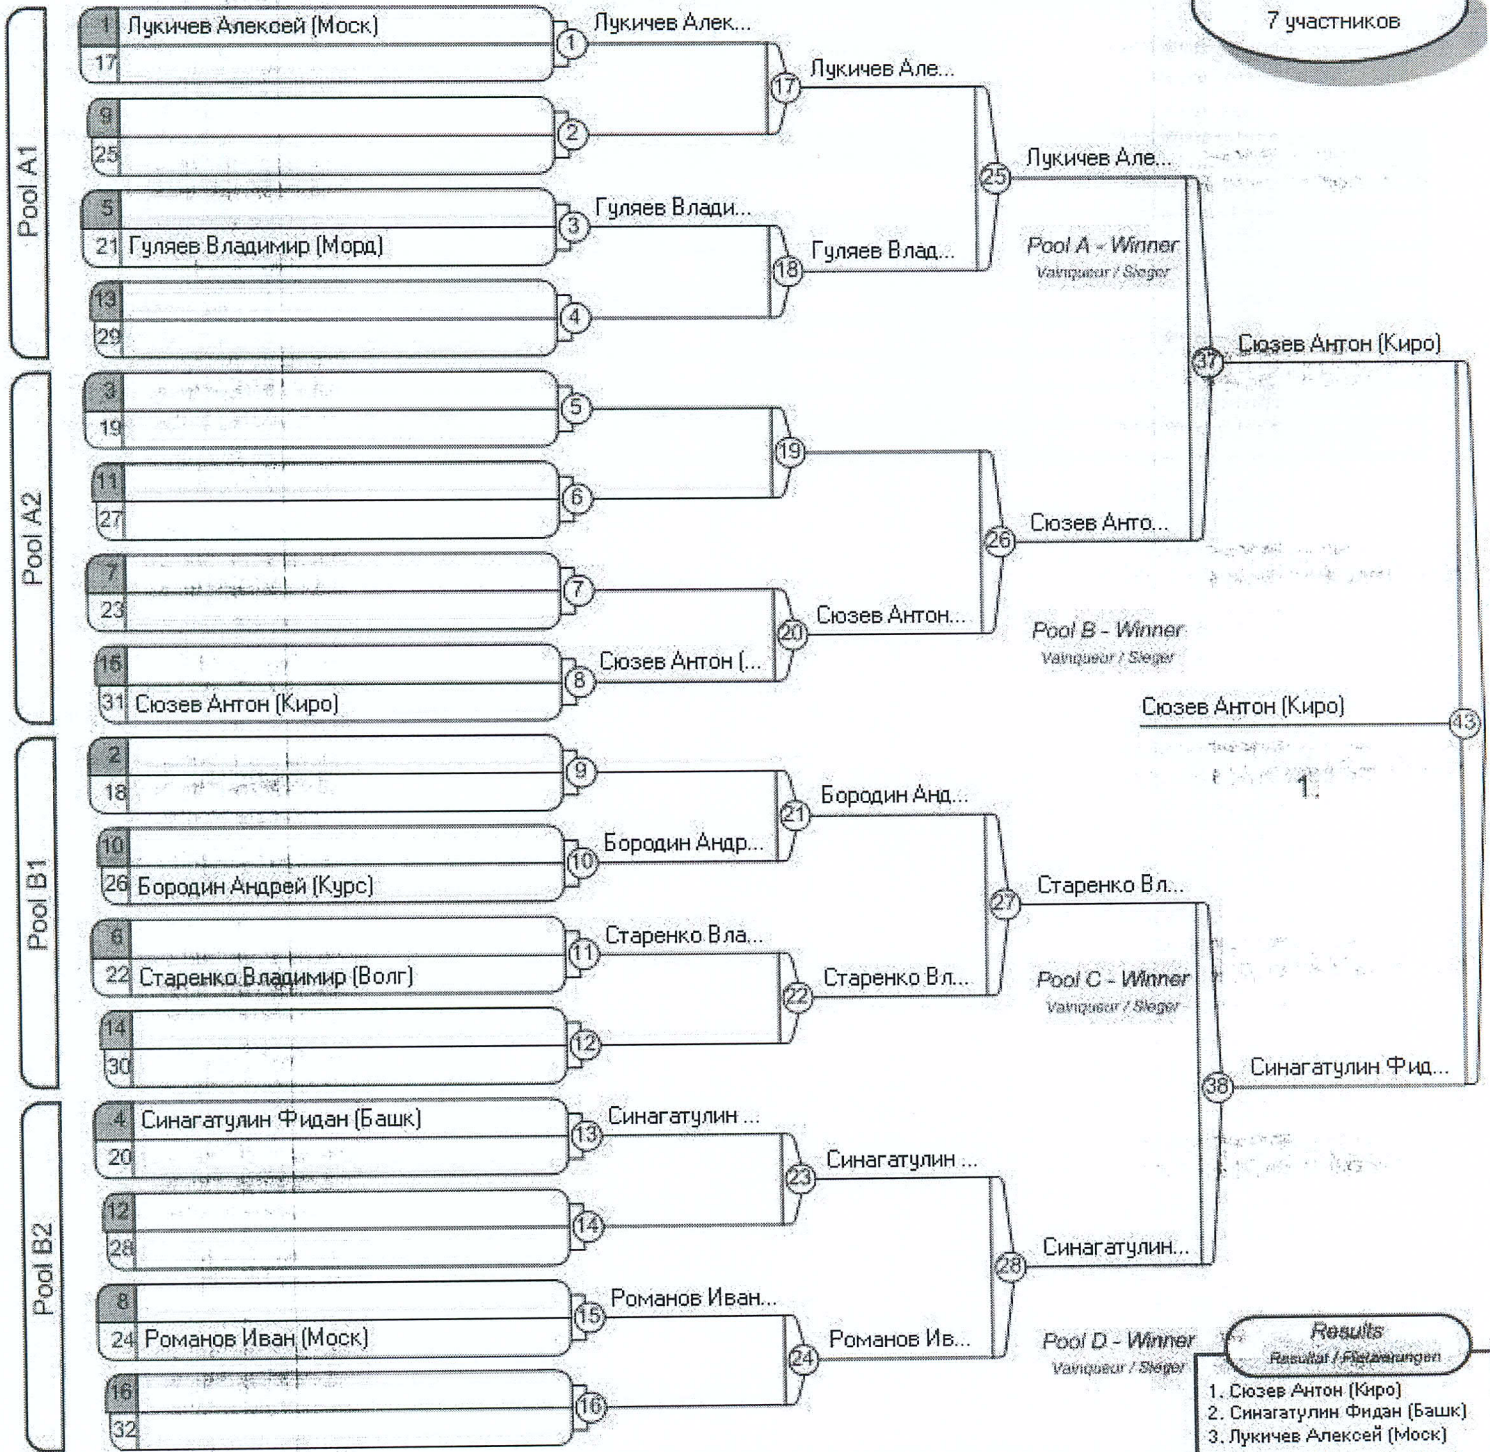 7 участников
Pool A1
1 Лукичев Алексей (Моск)
17
1
Лукичев Алек...
9
25
2
17
Лукичев Але...
5
21 Гуляев Владимир (Морд)
3
Гуляев Влади...
13
29
4
18
Гуляев Влад...
25
Лукичев Але...
Pool A - Winner
Vainqueur / Sieger
Pool A2
3
19
5
11
27
6
19
7
23
7
15
31 Сюзев Антон (Киро)
8
Сюзев Антон (...
20
Сюзев Антон...
26
Сюзев Анто...
Pool B - Winner
Vainqueur / Sieger
37
Сюзев Антон (Киро)
Pool B1
2
18
9
10
26 Бородин Андрей (Курс)
10
Бородин Андр...
21
Бородин Анд...
6
22 Старенко Владимир (Волг)
11
Старенко Вла...
14
30
12
22
Старенко Вл...
27
Старенко Вл...
Pool C - Winner
Vainqueur / Sieger
Pool B2
4 Синагатулин Фидан (Башк)
20
13
Синагатулин ...
12
28
14
23
Синагатулин ...
8
24 Романов Иван (Моск)
15
Романов Иван...
16
32
16
24
Романов Ив...
28
Синагатулин...
Pool D - Winner
Vainqueur / Sieger
38
Синагатулин Фид...
Сюзев Антон (Киро)
43
1.
Results
Resultat / Platzierungen
1. Сюзев Антон (Киро)
2. Синагатулин Фидан (Башк)
3. Лукичев Алексей (Моск)